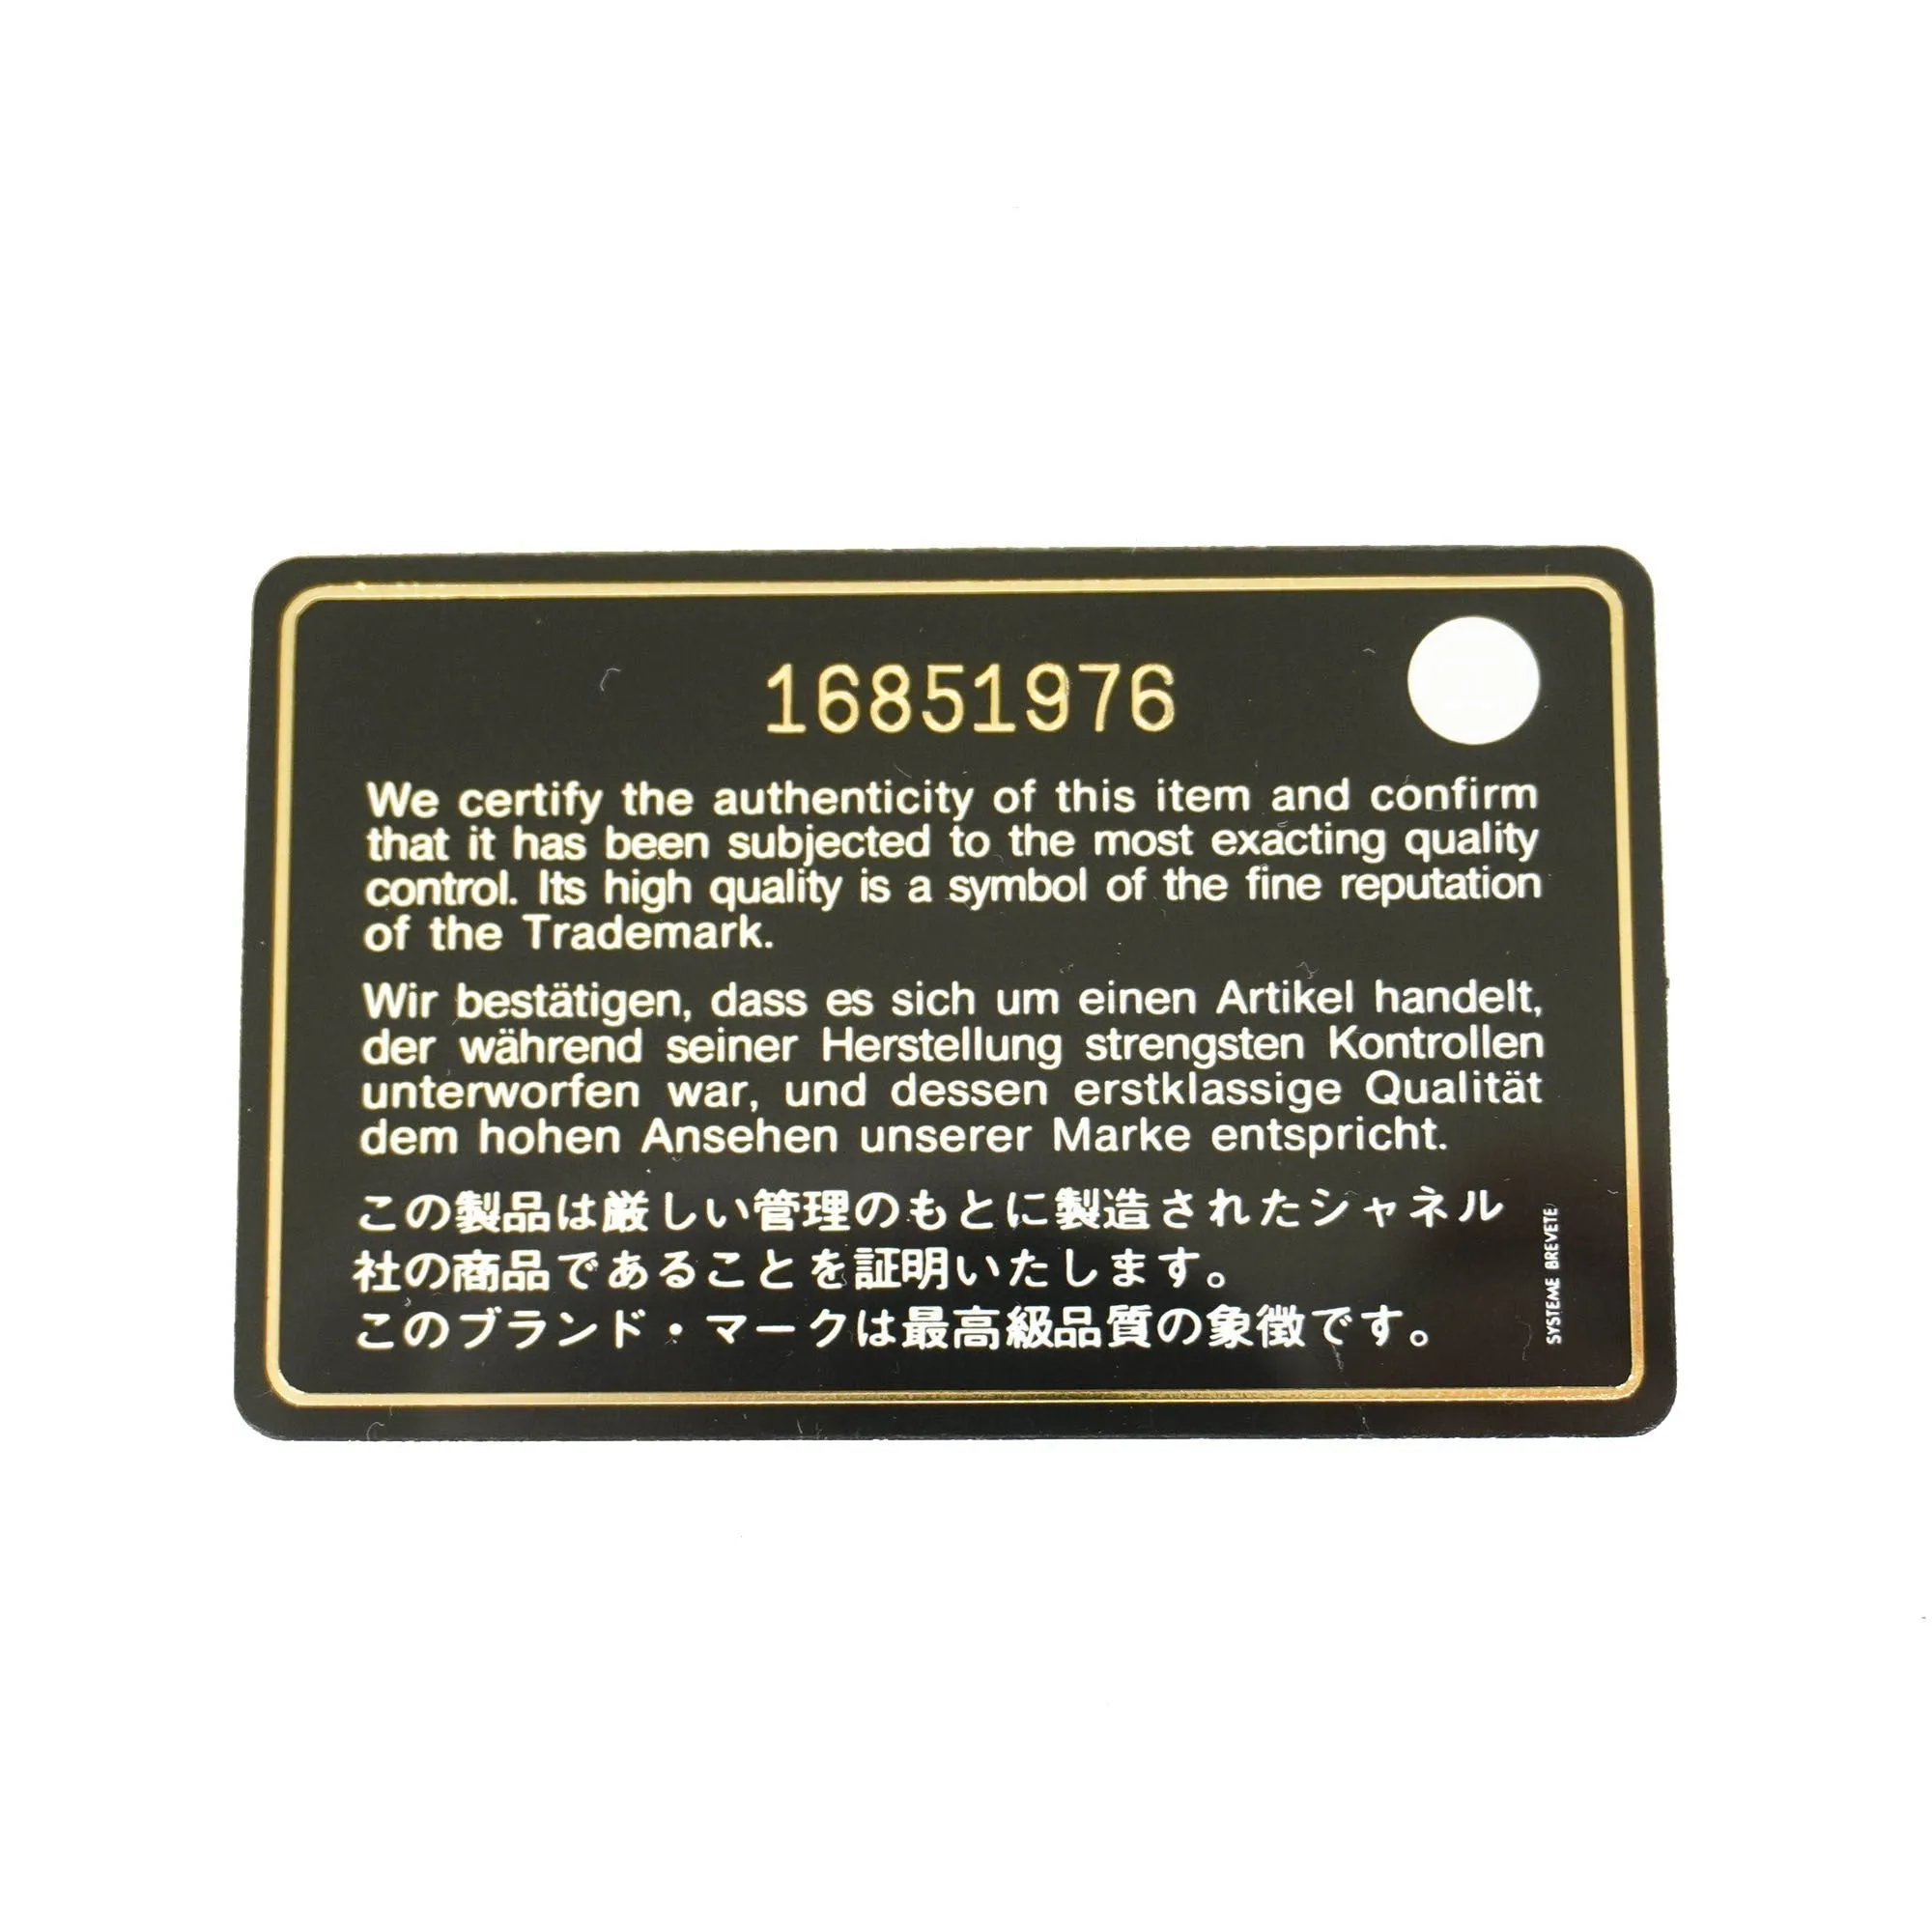 16851976
We certify the authenticity of this item and confirm
that it has been subjected to the most exacting quality
control. Its high quality is a symbol of the fine reputation
of the Trademark.
Wir bestätigen, dass es sich um einen Artikel handelt,
der während seiner Herstellung strengsten Kontrollen
unterworfen war, und dessen erstklassige Qualität
dem hohen Ansehen unserer Marke entspricht.
この製品は厳しい管理のもとに製造されたシャネル
社の商品であることを証明いたします。
このブランド・マークは最高級品質の象徴です。
SYSTEME BREVETE